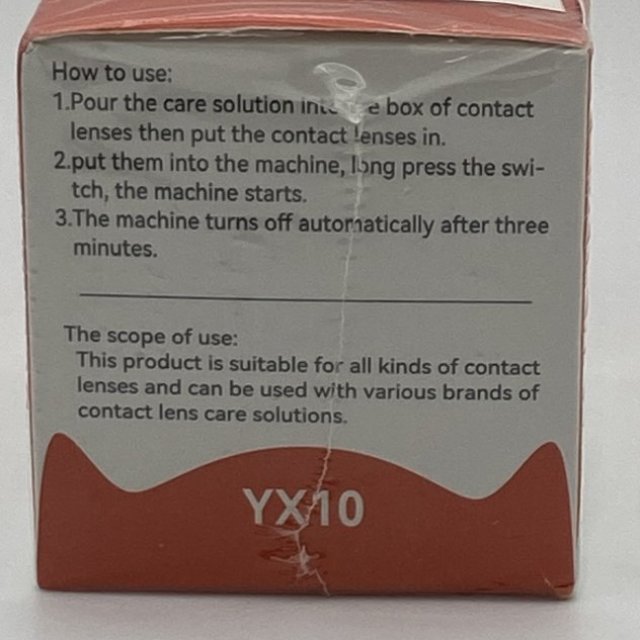 How to use:
1.Pour the care solution into the box of contact
lenses then put the contact lenses in.
2.put them into the machine, long press the swi-
tch, the machine starts.
3.The machine turns off automatically after three
minutes.
The scope of use:
This product is suitable for all kinds of contact
lenses and can be used with various brands of
contact lens care solutions.
YX10